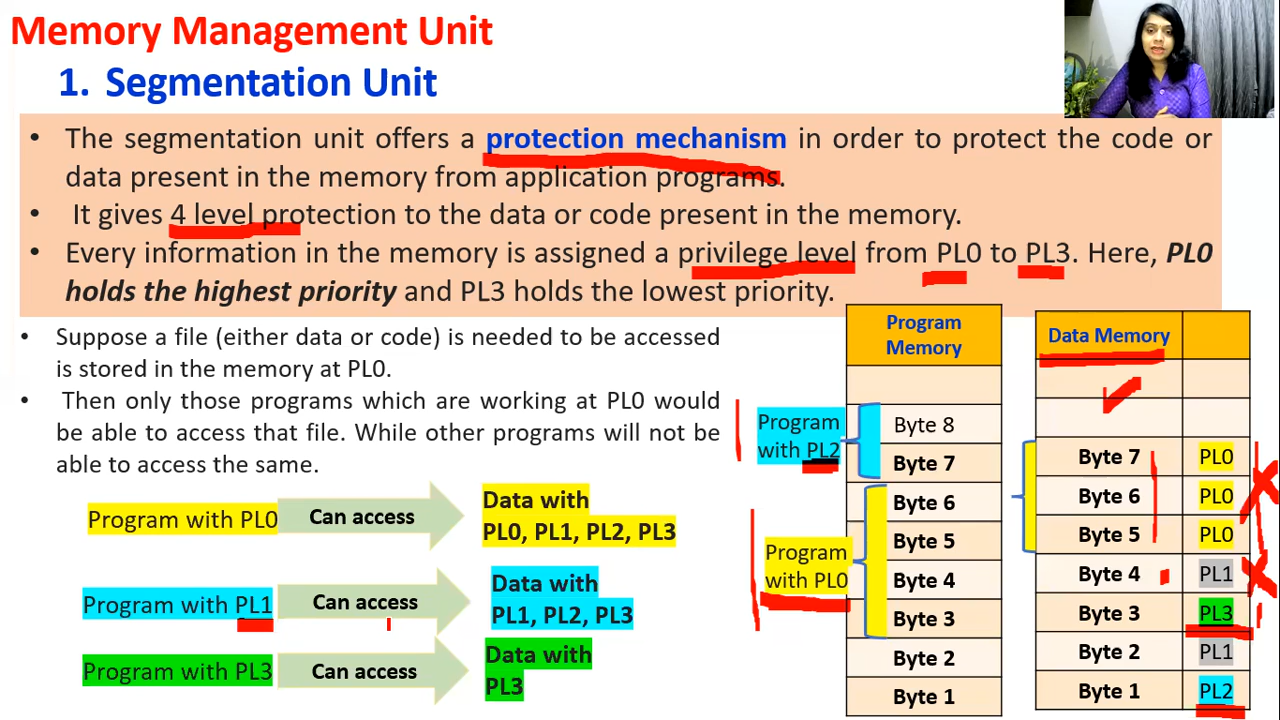 Memory Management Unit
1. Segmentation Unit
• The segmentation unit offers a protection mechanism in order to protect the code or
data present in the memory from application programs.
• It gives 4 level protection to the data or code present in the memory.
• Every information in the memory is assigned a privilege level from PL0 to PL3. Here, PL0
holds the highest priority and PL3 holds the lowest priority.
• Suppose a file (either data or code) is needed to be accessed
is stored in the memory at PL0.
• Then only those programs which are working at PL0 would
be able to access that file. While other programs will not be
able to access the same.
Program with PL0 Can access Data with
PL0, PL1, PL2, PL3
Program with PL1 Can access Data with
PL1, PL2, PL3
Program with PL3 Can access Data with
PL3
Program
Memory
Program
with PL2
Byte 8
Byte 7
Byte 6
Byte 5
Program
with PL0
Byte 4
Byte 3
Byte 2
Byte 1
Data Memory
Byte 7 PL0
Byte 6 PL0
Byte 5 PL0
Byte 4 PL1
Byte 3 PL3
Byte 2 PL1
Byte 1 PL2